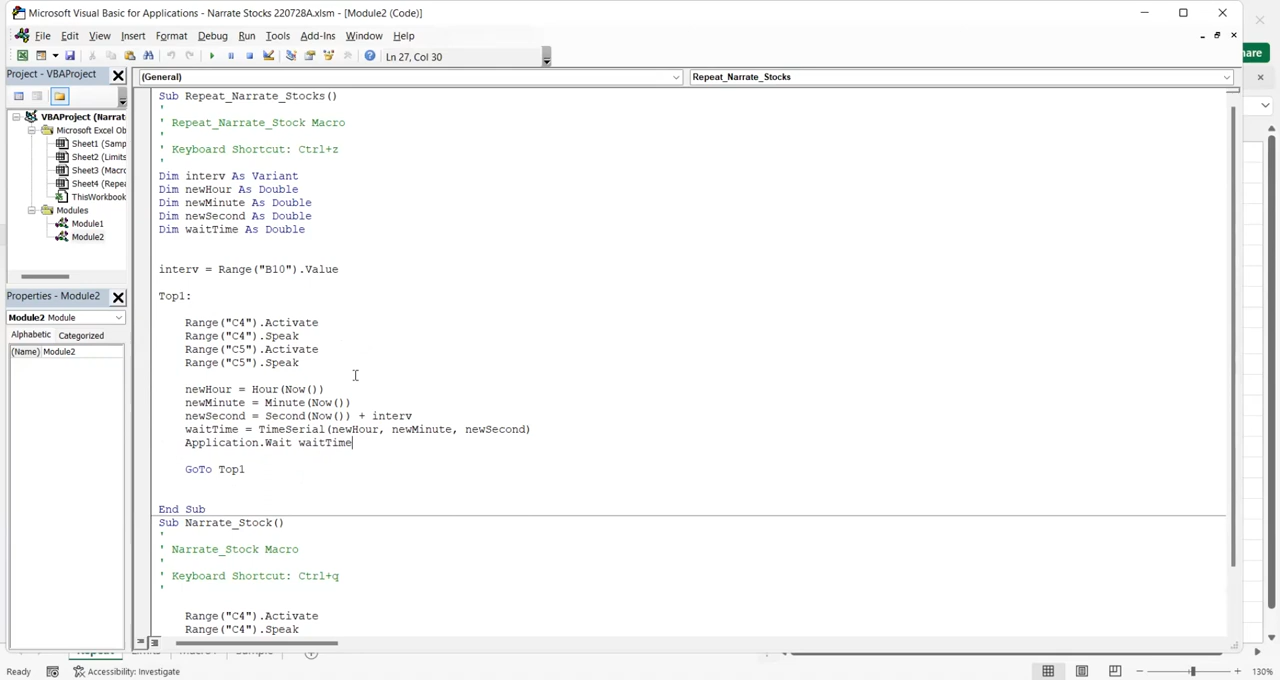 Microsoft Visual Basic for Applications - Narrate Stocks 220728A.xlsm - [Module2 (Code)]
File Edit View Insert Format Debug Run Tools Add-Ins Window Help
Ln 27, Col 30
Project - VBAProject
(General)
Repeat_Narrate_Stocks
VBAProject (Narrat
Microsoft Excel Ob
Sheet1 (Samp
Sheet2 (Limits
Sheet3 (Macro
Sheet4 (Repea
ThisWorkbook
Modules
Module1
Module2
Properties - Module2
Module2 Module
Alphabetic Categorized
(Name) Module2
Sub Repeat_Narrate_Stocks()
'
' Repeat_Narrate_Stock Macro
'
' Keyboard Shortcut: Ctrl+z
'
Dim interv As Variant
Dim newHour As Double
Dim newMinute As Double
Dim newSecond As Double
Dim waitTime As Double
interv = Range("B10").Value
Top1:
Range("C4").Activate
Range("C4").Speak
Range("C5").Activate
Range("C5").Speak
newHour = Hour(Now())
newMinute = Minute(Now())
newSecond = Second(Now()) + interv
waitTime = TimeSerial(newHour, newMinute, newSecond)
Application.Wait waitTime
GoTo Top1
End Sub
Sub Narrate_Stock()
'
' Narrate_Stock Macro
'
' Keyboard Shortcut: Ctrl+q
'
Range("C4").Activate
Range("C4").Speak
are
Ready
Accessibility: Investigate
130%